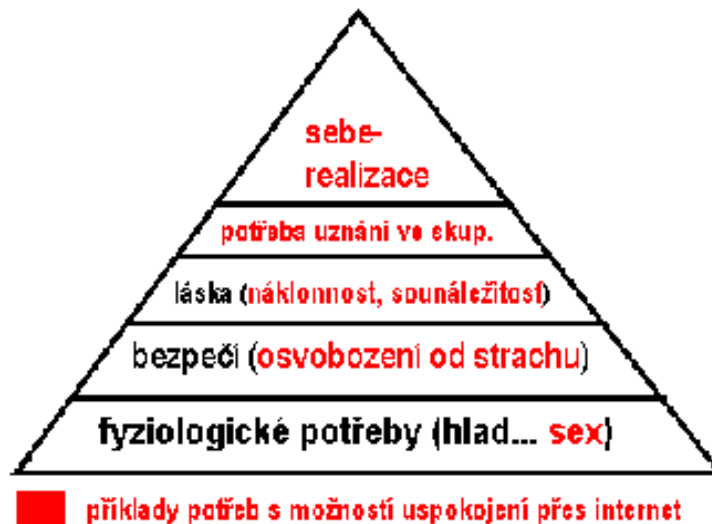 sebe-
realizace
potřeba uznání ve skup.
láska (náklonnost, sounáležitost)
bezpečí (osvobození od strachu)
fyziologické potřeby (hlad... sex)
příklady potřeb s možností uspokojení přes internet